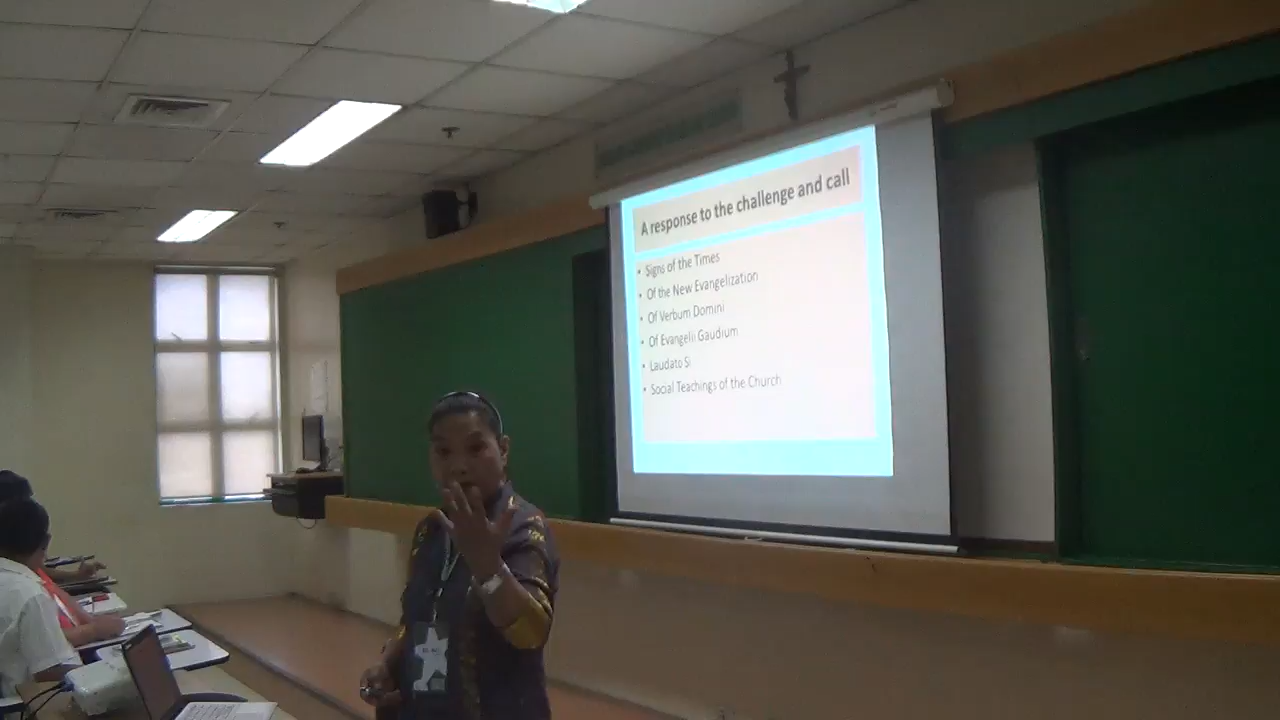 A response to the challenge and call
• Signs of the Times
• Of the New Evangelization
• Of Verbum Domini
• Of Evangelii Gaudium
• Laudato Si
• Social Teachings of the Church